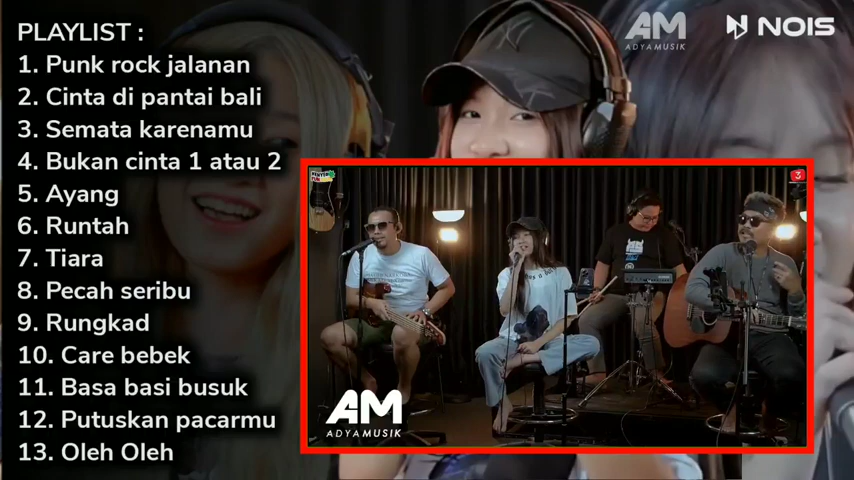 PLAYLIST :
1. Punk rock jalanan
2. Cinta di pantai bali
3. Semata karenamu
4. Bukan cinta 1 atau 2
5. Ayang
6. Runtah
7. Tiara
8. Pecah seribu
9. Rungkad
10. Care bebek
11. Basa basi busuk
12. Putuskan pacarmu
13. Oleh Oleh
AM
ADYAMUSIK
NOIS
3
AM
ADYAMUSIK